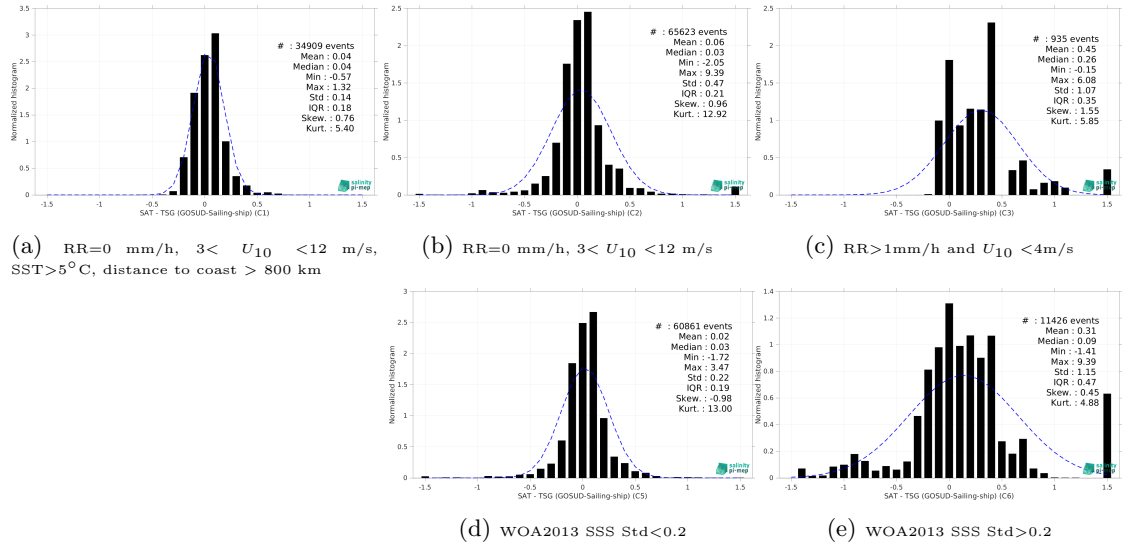 3.5
3
2.5
2
1.5
1
0.5
0
Normalized histogram
# : 34909 events
Mean : 0.04
Median : 0.04
Min : -0.57
Max : 1.32
Std : 0.14
IQR : 0.18
Skew. : 0.76
Kurt. : 5.40
salinity
pi-mep
-1.5 -1 -0.5 0 0.5 1 1.5
SAT - TSG (GOSUD-Sailing-ship) (C1)
(a) RR=0 mm/h, 3< U10 <12 m/s,
SST>5°C, distance to coast > 800 km
2.5
2
1.5
1
0.5
0
Normalized histogram
# : 65623 events
Mean : 0.06
Median : 0.03
Min : -2.05
Max : 9.39
Std : 0.47
IQR : 0.21
Skew. : 0.96
Kurt. : 12.92
salinity
pi-mep
-1.5 -1 -0.5 0 0.5 1 1.5
SAT - TSG (GOSUD-Sailing-ship) (C2)
(b) RR=0 mm/h, 3< U10 <12 m/s
2.5
2
1.5
1
0.5
0
Normalized histogram
# : 935 events
Mean : 0.45
Median : 0.26
Min : -0.15
Max : 6.08
Std : 1.07
IQR : 0.35
Skew. : 1.55
Kurt. : 5.85
salinity
pi-mep
-1.5 -1 -0.5 0 0.5 1 1.5
SAT - TSG (GOSUD-Sailing-ship) (C3)
(c) RR>1mm/h and U10 <4m/s
3
2.5
2
1.5
1
0.5
0
Normalized histogram
# : 60861 events
Mean : 0.02
Median : 0.03
Min : -1.72
Max : 3.47
Std : 0.22
IQR : 0.19
Skew. : -0.98
Kurt. : 13.00
salinity
pi-mep
-1.5 -1 -0.5 0 0.5 1 1.5
SAT - TSG (GOSUD-Sailing-ship) (C5)
(d) WOA2013 SSS Std<0.2
1.4
1.2
1
0.8
0.6
0.4
0.2
0
Normalized histogram
# : 11426 events
Mean : 0.31
Median : 0.09
Min : -1.41
Max : 9.39
Std : 1.15
IQR : 0.47
Skew. : 0.45
Kurt. : 4.88
salinity
pi-mep
-1.5 -1 -0.5 0 0.5 1 1.5
SAT - TSG (GOSUD-Sailing-ship) (C6)
(e) WOA2013 SSS Std>0.2